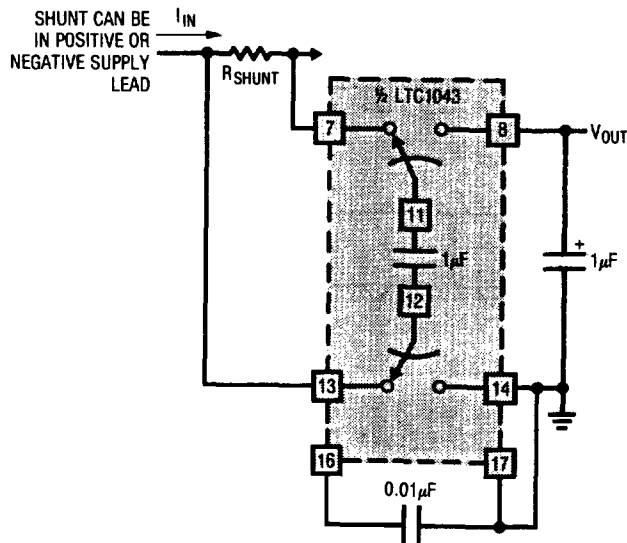 SHUNT CAN BE
IN POSITIVE OR
NEGATIVE SUPPLY
LEAD
IIN
RSHUNT
½ LTC1043
7
8
VOUT
11
1µF
12
+
1µF
13
14
16
17
0.01µF